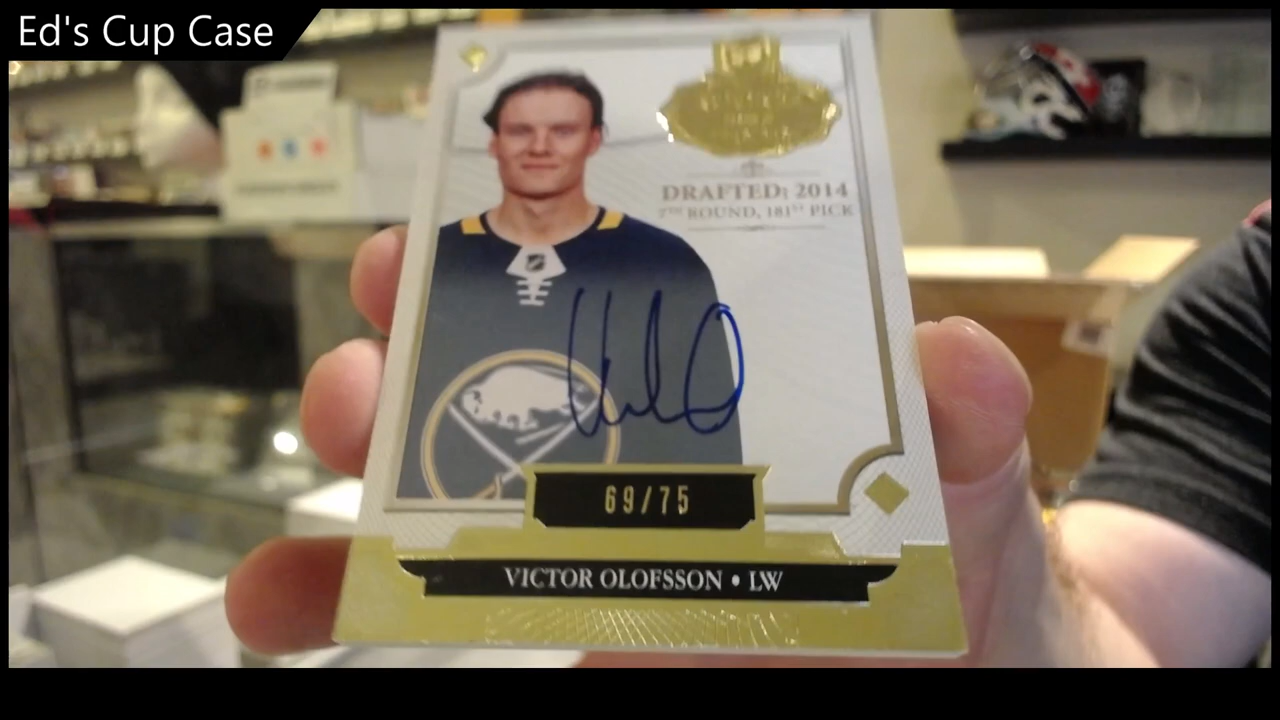 Ed's Cup Case
DRAFTED: 2014
7TH ROUND, 181ST PICK
69/75
VICTOR OLOFSSON • LW